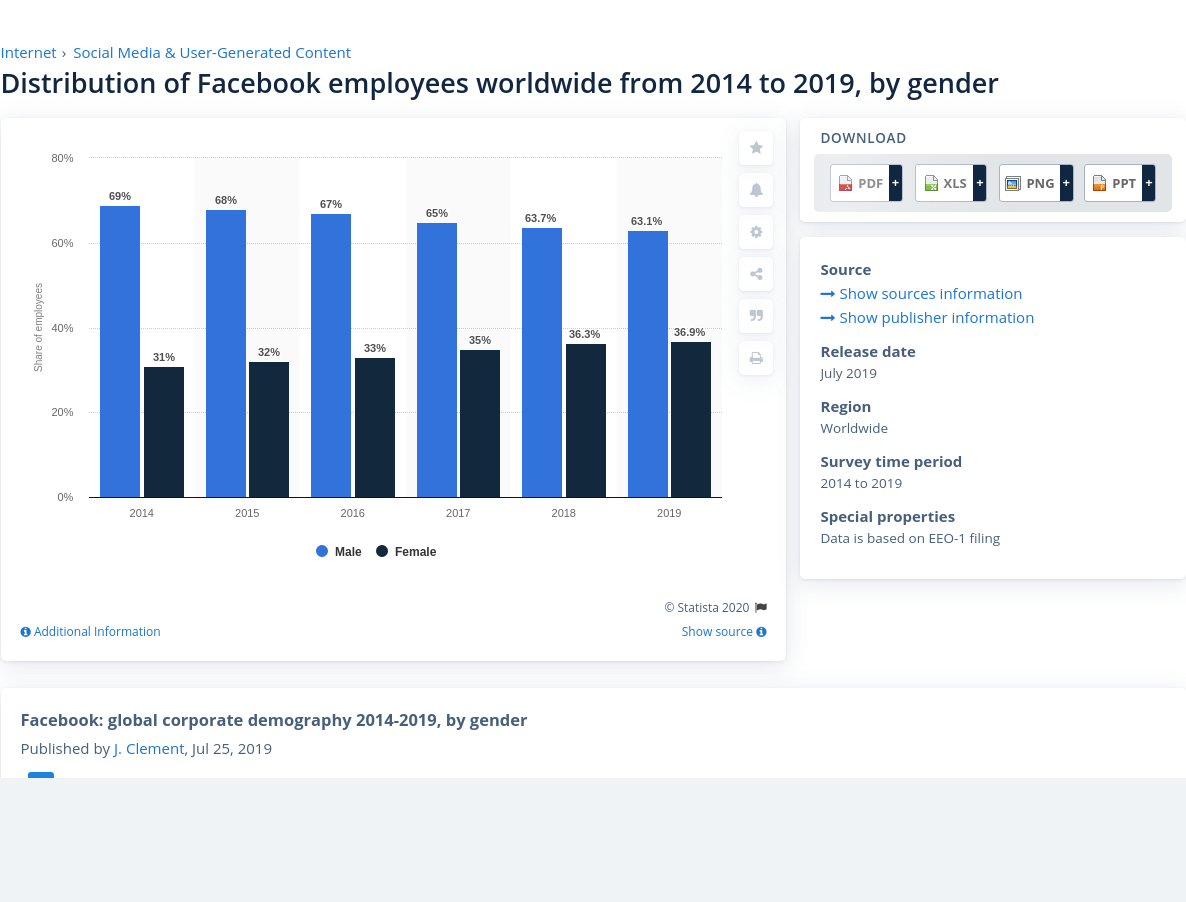 Internet › Social Media & User-Generated Content
Distribution of Facebook employees worldwide from 2014 to 2019, by gender
80%
60%
40%
20%
0%
Share of employees
69%
31%
68%
32%
67%
33%
65%
35%
63.7%
36.3%
63.1%
36.9%
2014
2015
2016
2017
2018
2019
Male
Female
© Statista 2020
Additional Information
Show source
DOWNLOAD
PDF +
XLS +
PNG +
PPT +
Source
Show sources information
Show publisher information
Release date
July 2019
Region
Worldwide
Survey time period
2014 to 2019
Special properties
Data is based on EEO-1 filing
Facebook: global corporate demography 2014-2019, by gender
Published by J. Clement, Jul 25, 2019